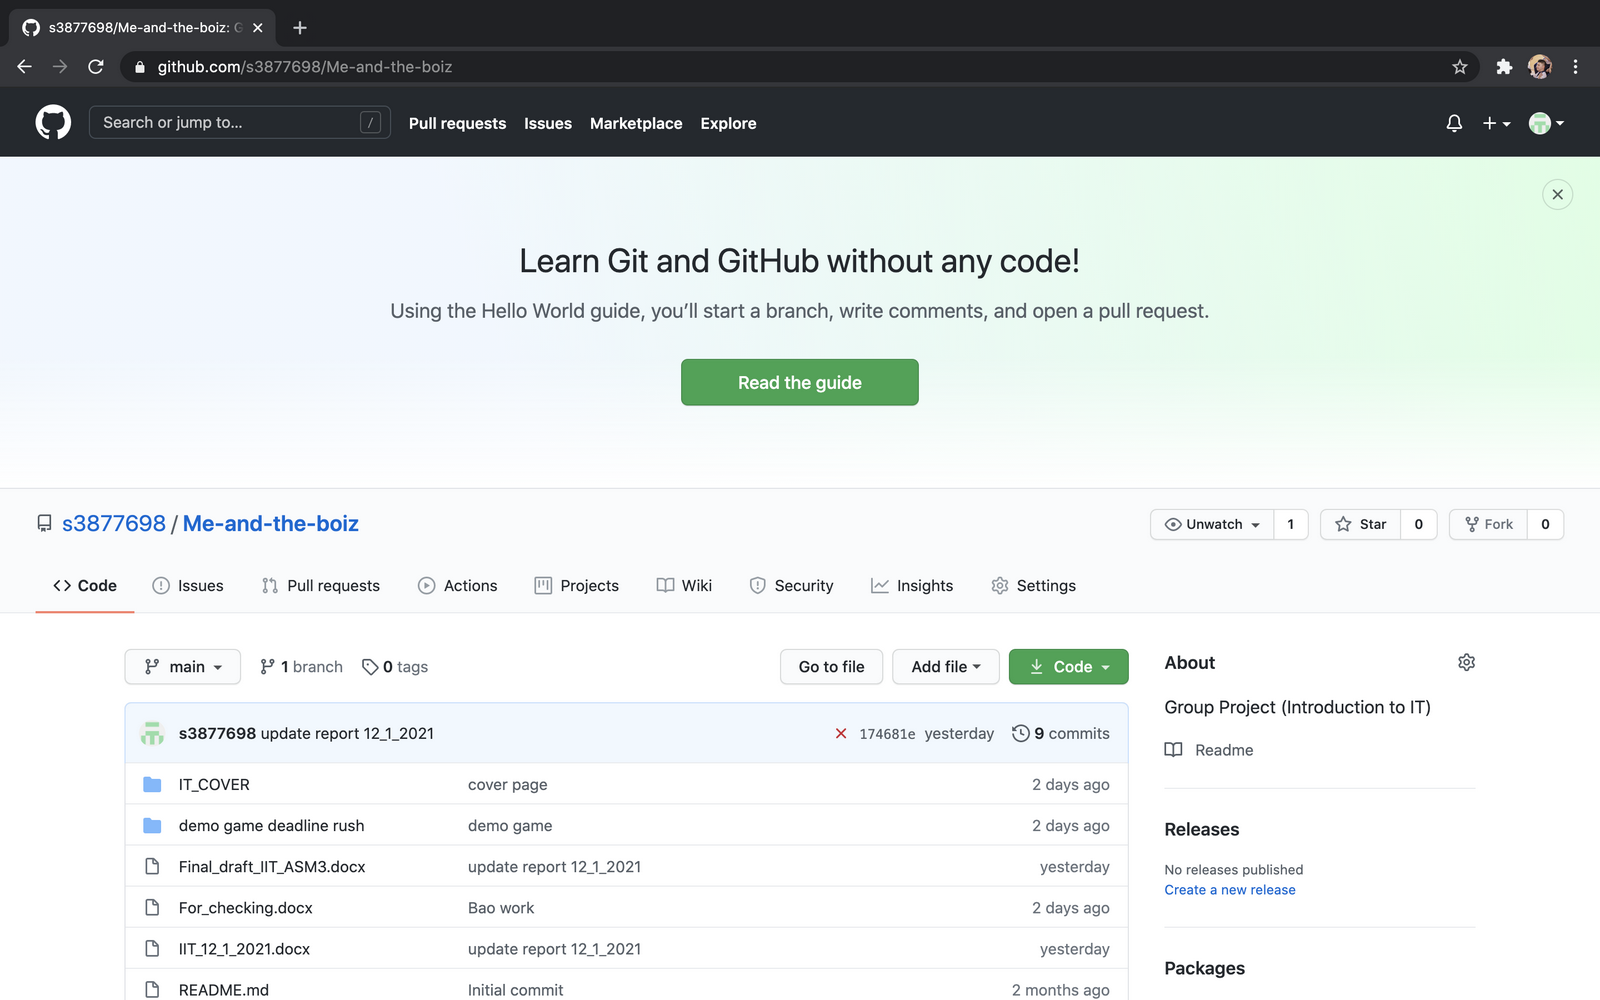 s3877698/Me-and-the-boiz: G
github.com/s3877698/Me-and-the-boiz
Search or jump to... /
Pull requests Issues Marketplace Explore
Learn Git and GitHub without any code!
Using the Hello World guide, you’ll start a branch, write comments, and open a pull request.
Read the guide
s3877698 / Me-and-the-boiz
Unwatch 1 Star 0 Fork 0
Code Issues Pull requests Actions Projects Wiki Security Insights Settings
main 1 branch 0 tags Go to file Add file Code
s3877698 update report 12_1_2021 174681e yesterday 9 commits
IT_COVER cover page 2 days ago
demo game deadline rush demo game 2 days ago
Final_draft_IIT_ASM3.docx update report 12_1_2021 yesterday
For_checking.docx Bao work 2 days ago
IIT_12_1_2021.docx update report 12_1_2021 yesterday
README.md Initial commit 2 months ago
About
Group Project (Introduction to IT)
Readme
Releases
No releases published
Create a new release
Packages